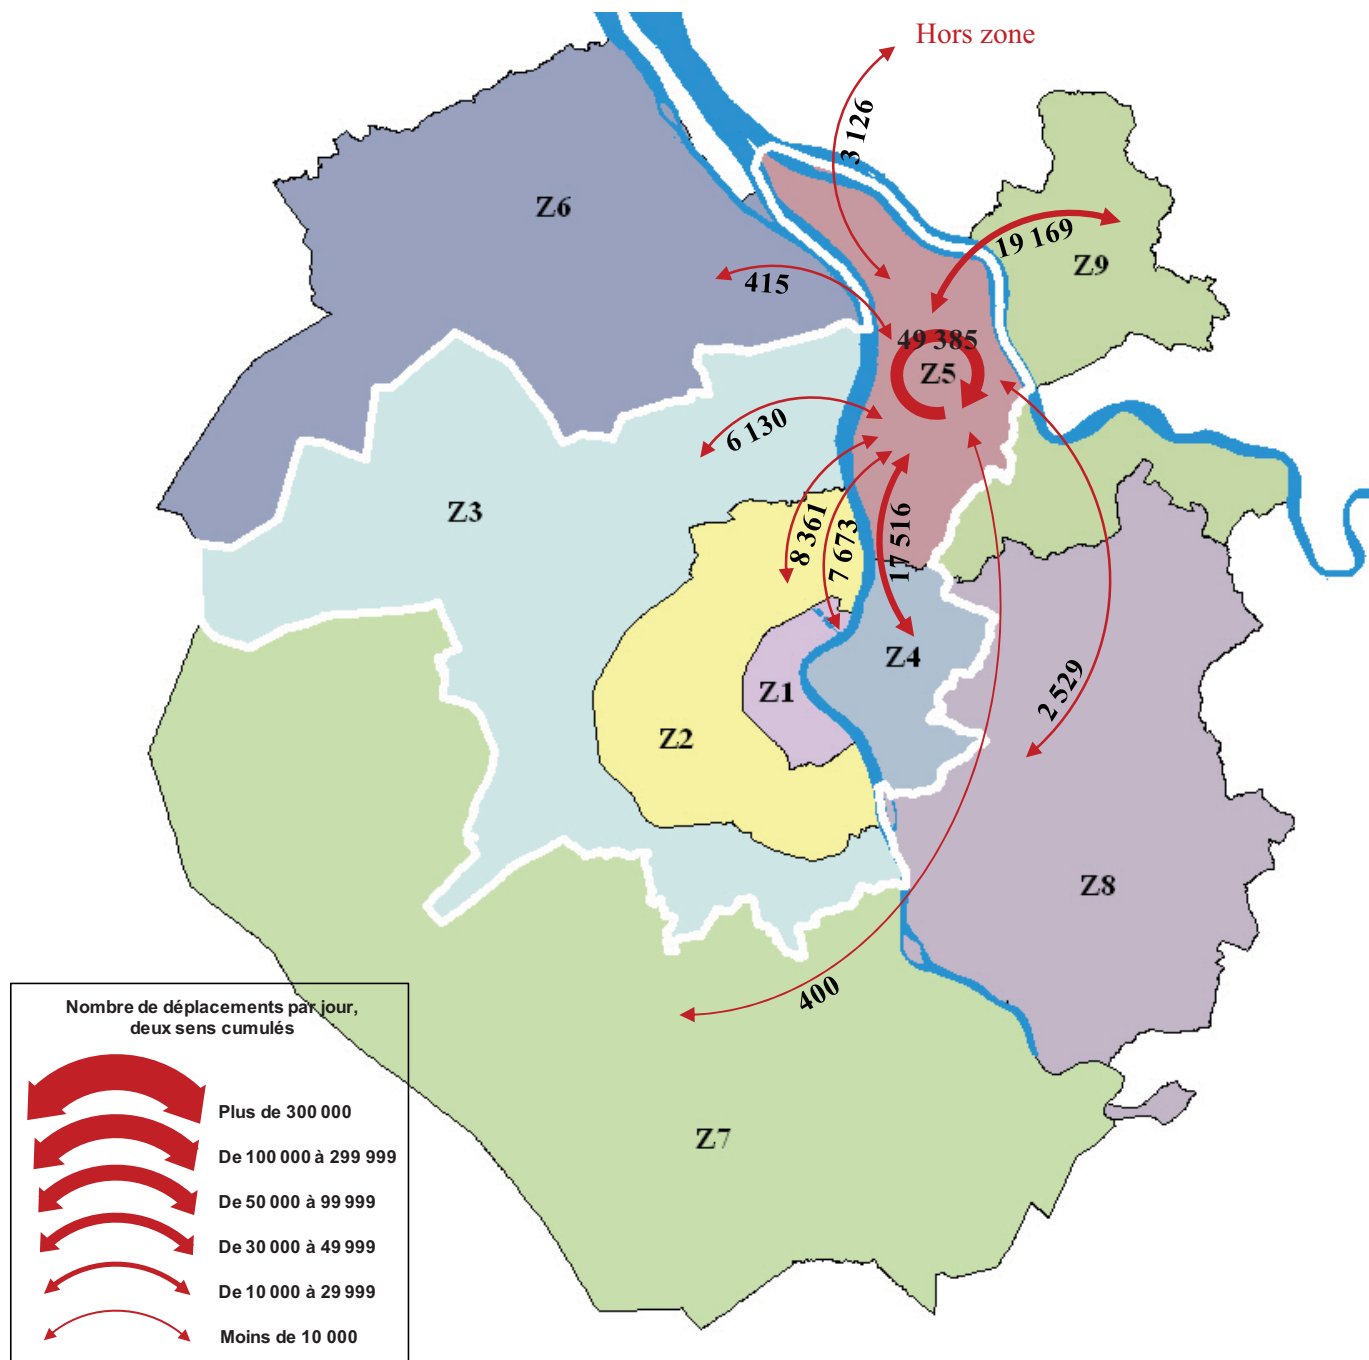 Hors zone
3 126
Z6
19 169
Z9
415
49 385
Z5
6 130
Z3
8 361
7 673
17 516
Z4
2 529
Z1
Z2
Z8
400
Z7
Nombre de déplacements par jour,
deux sens cumulés
Plus de 300 000
De 100 000 à 299 999
De 50 000 à 99 999
De 30 000 à 49 999
De 10 000 à 29 999
Moins de 10 000